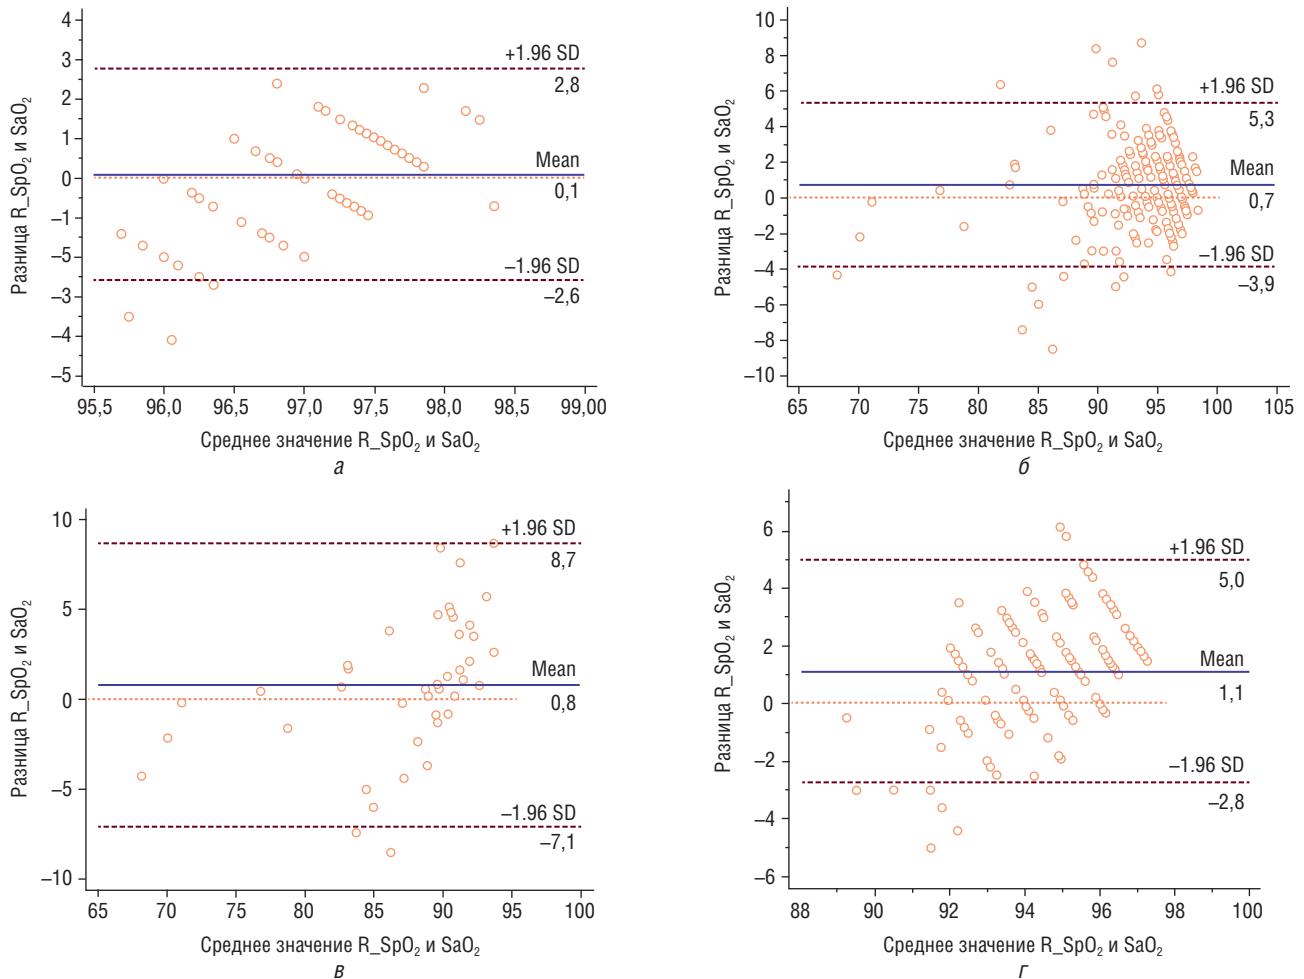 4
3
2
1
0
–1
–5
–2
–3
–4
–5
+1.96 SD
2,8
Mean
0,1
–1.96 SD
–2,6
95,5 96,0 96,5 97,0 97,5 98,0 98,5 99,00
Разница R_SpO₂ и SaO₂
Среднее значение R_SpO₂ и SaO₂
а
10
8
6
4
2
0
–2
–4
–6
–8
–10
+1.96 SD
5,3
Mean
0,7
–1.96 SD
–3,9
65 70 75 80 85 90 95 100 105
Разница R_SpO₂ и SaO₂
Среднее значение R_SpO₂ и SaO₂
б
10
5
0
–5
–10
+1.96 SD
8,7
Mean
0,8
–1.96 SD
–7,1
65 70 75 80 85 90 95 100
Разница R_SpO₂ и SaO₂
Среднее значение R_SpO₂ и SaO₂
в
6
4
2
0
–2
–4
–6
+1.96 SD
5,0
Mean
1,1
–1.96 SD
–2,8
88 90 92 94 96 98 100
Разница R_SpO₂ и SaO₂
Среднее значение R_SpO₂ и SaO₂
г